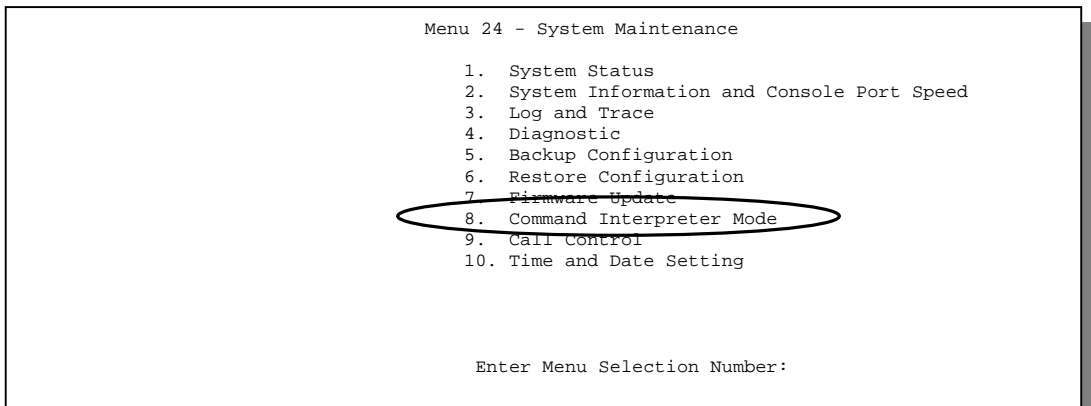 Menu 24 - System Maintenance
1. System Status
2. System Information and Console Port Speed
3. Log and Trace
4. Diagnostic
5. Backup Configuration
6. Restore Configuration
7. Firmware Update
8. Command Interpreter Mode
9. Call Control
10. Time and Date Setting
Enter Menu Selection Number: